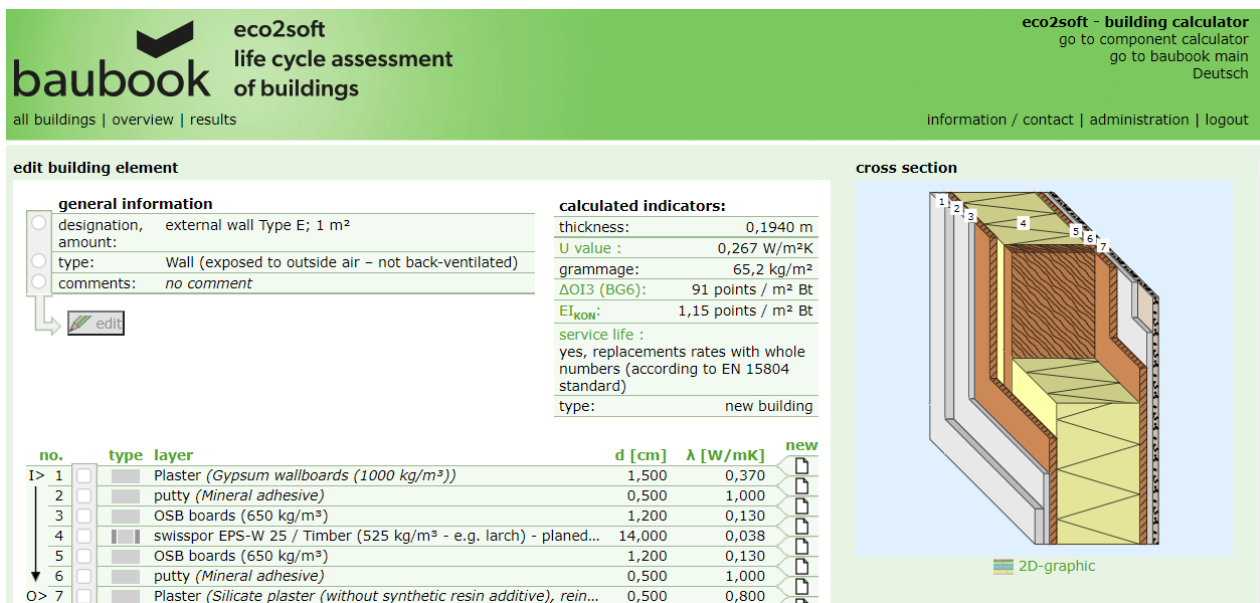 baubook
eco2soft
life cycle assessment
of buildings
eco2soft - building calculator
go to component calculator
go to baubook main
Deutsch
all buildings | overview | results
information / contact | administration | logout
edit building element
general information
designation, amount: external wall Type E; 1 m²
type: Wall (exposed to outside air – not back-ventilated)
comments: no comment
edit
calculated indicators:
thickness: 0,1940 m
U value : 0,267 W/m²K
grammage: 65,2 kg/m²
ΔOI3 (BG6): 91 points / m² Bt
EIKON: 1,15 points / m² Bt
service life :
yes, replacements rates with whole
numbers (according to EN 15804
standard)
type: new building
cross section
1 2 3 4 5 6 7
2D-graphic
no. type layer d [cm] λ [W/mK] new
I> 1 Plaster (Gypsum wallboards (1000 kg/m³)) 1,500 0,370
2 putty (Mineral adhesive) 0,500 1,000
3 OSB boards (650 kg/m³) 1,200 0,130
4 swisspor EPS-W 25 / Timber (525 kg/m³ - e.g. larch) - planed... 14,000 0,038
5 OSB boards (650 kg/m³) 1,200 0,130
6 putty (Mineral adhesive) 0,500 1,000
O> 7 Plaster (Silicate plaster (without synthetic resin additive), rein... 0,500 0,800